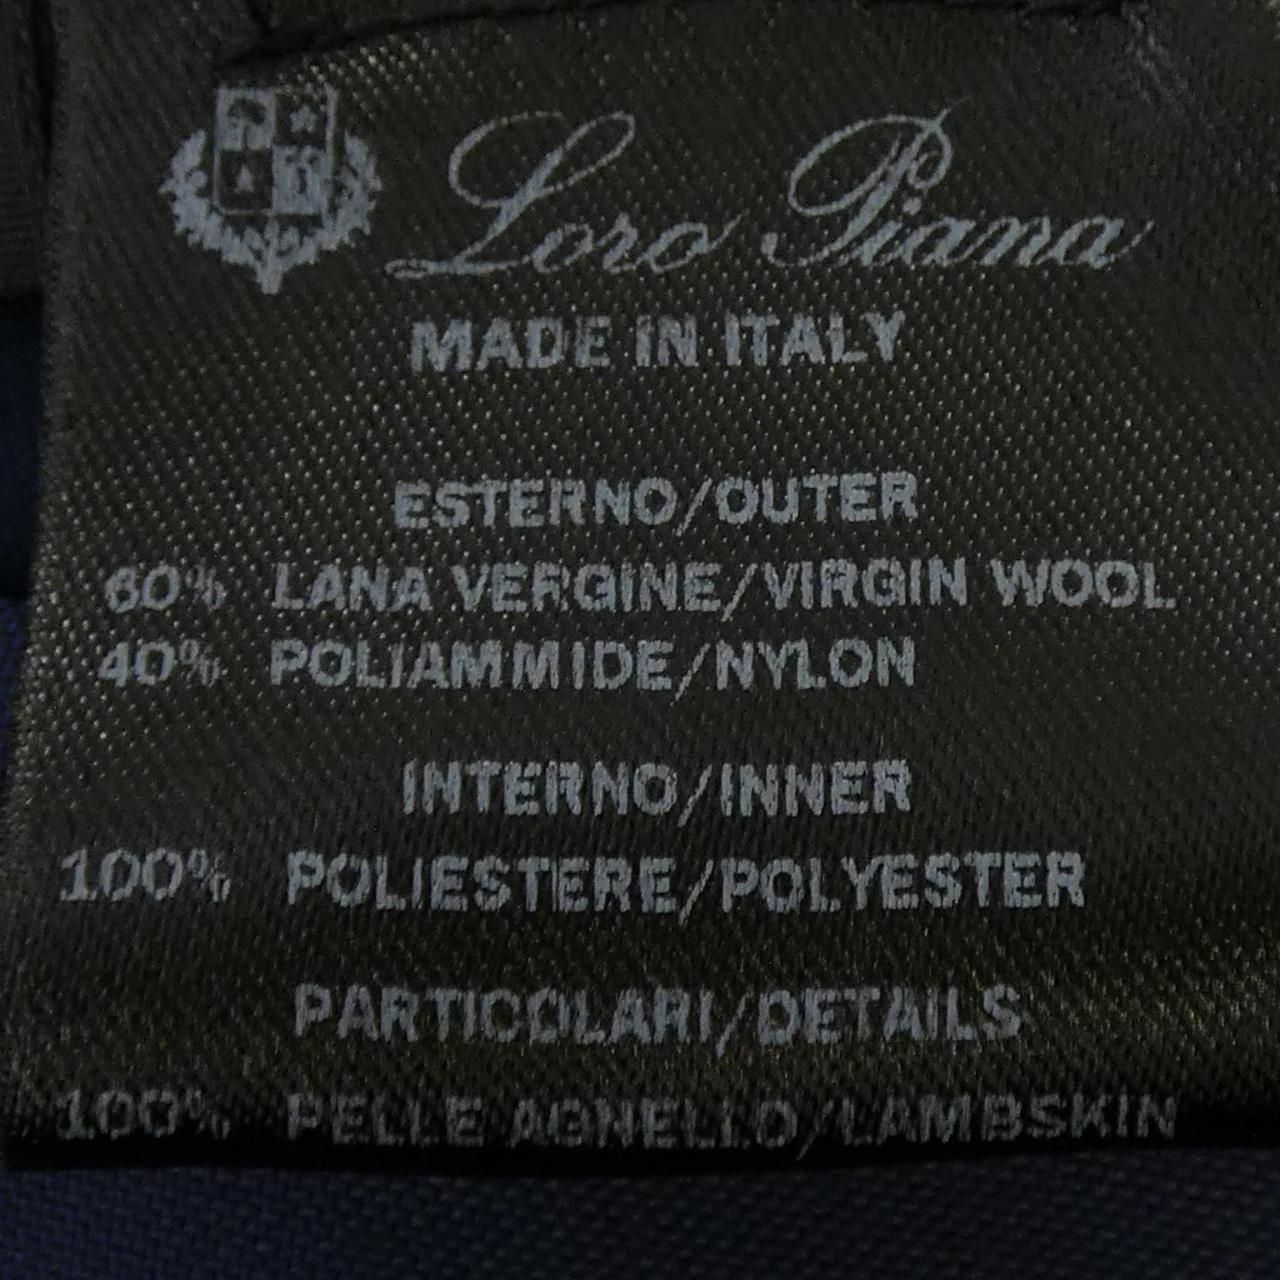 Loro Piana
MADE IN ITALY
ESTERNO/OUTER
60% LANA VERGINE/VIRGIN WOOL
40% POLIAMMIDE/NYLON
INTERNO/INNER
100% POLIESTERE/POLYESTER
PARTICOLARI/DETAILS
100% PELLE AGNELLO/LAMBSKIN